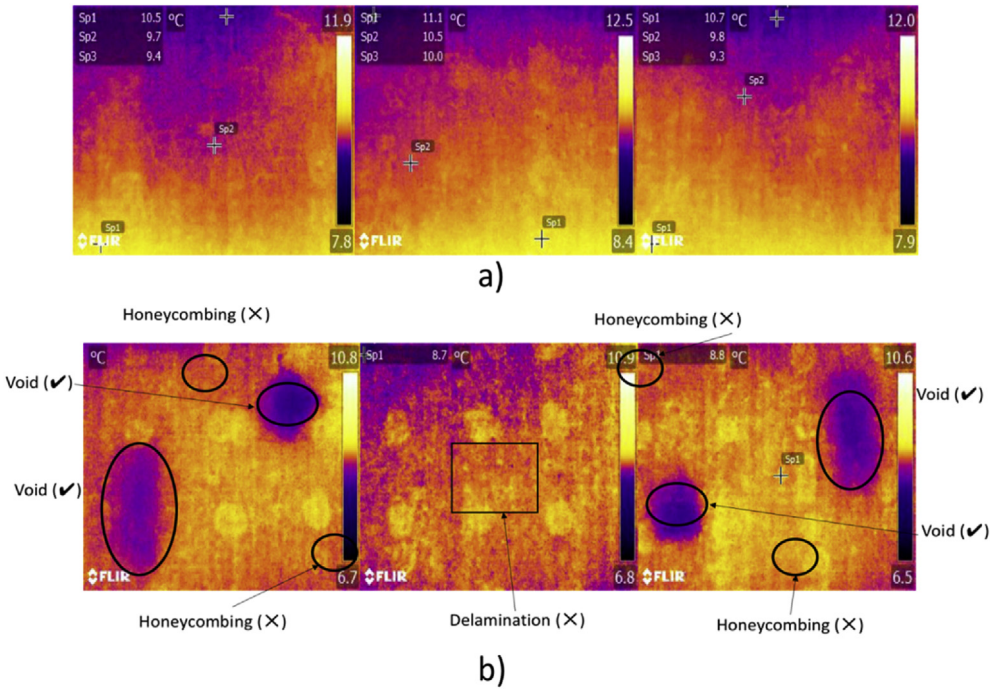 Sp1 10.5 °C 11.9
Sp2 9.7
Sp3 9.4
Sp2
Sp1
FLIR 7.8
Sp1 11.1 °C 12.5
Sp2 10.5
Sp3 10.0
Sp2
Sp1
FLIR 8.4
Sp1 10.7 °C 12.0
Sp2 9.8
Sp3 9.3
Sp2
Sp1
FLIR 7.9
a)
Honeycombing (×)
Honeycombing (×)
°C 10.8
Void (✔)
Void (✔)
FLIR 6.7
Sp1 8.7 °C 10.9
6.8
8.8 °C 10.6
Void (✔)
Sp1
Void (✔)
FLIR 6.5
Honeycombing (×)
Delamination (×)
Honeycombing (×)
b)